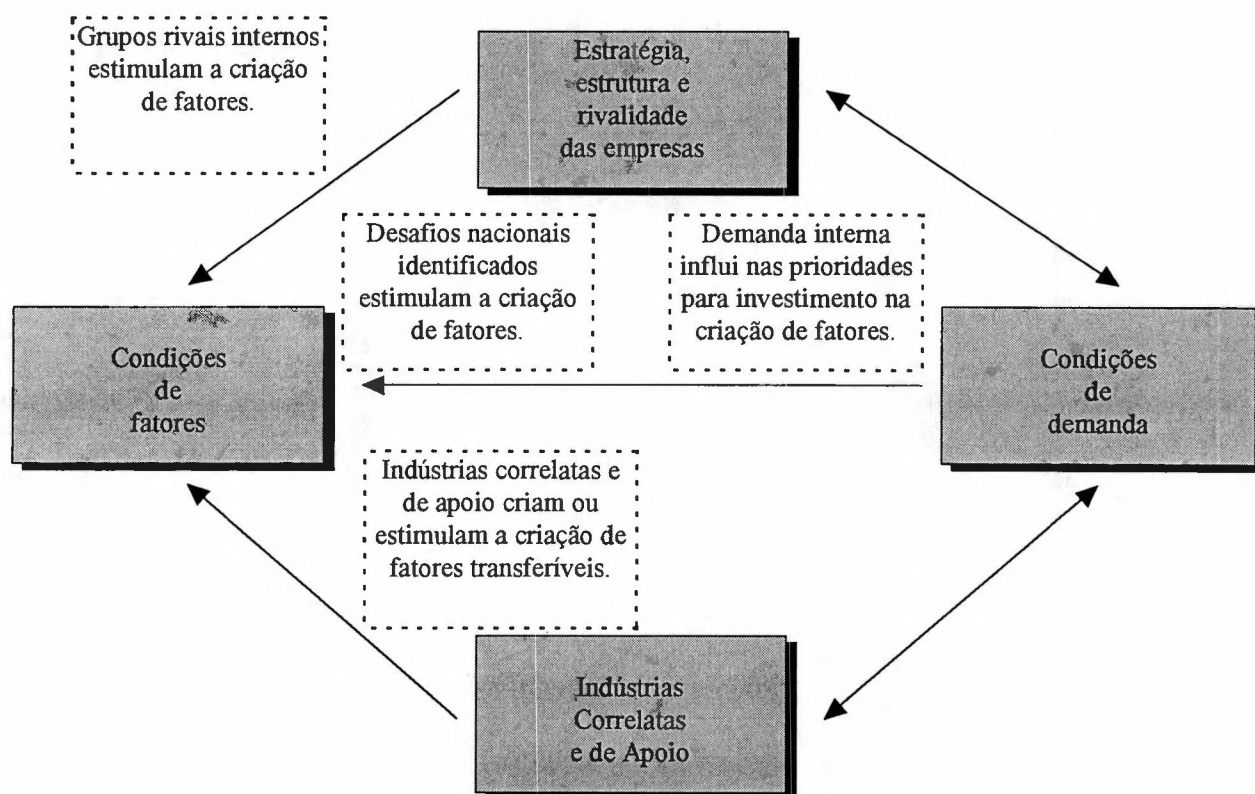 Grupos rivais internos
estimulam a criação
de fatores.
Estratégia,
estrutura e
rivalidade
das empresas
Desafios nacionais
identificados
estimulam a criação
de fatores.
Demanda interna
influi nas prioridades
para investimento na
criação de fatores.
Condições
de
fatores
Condições
de
demanda
Indústrias correlatas e
de apoio criam ou
estimulam a criação de
fatores transferíveis.
Indústrias
Correlatas
e de Apoio